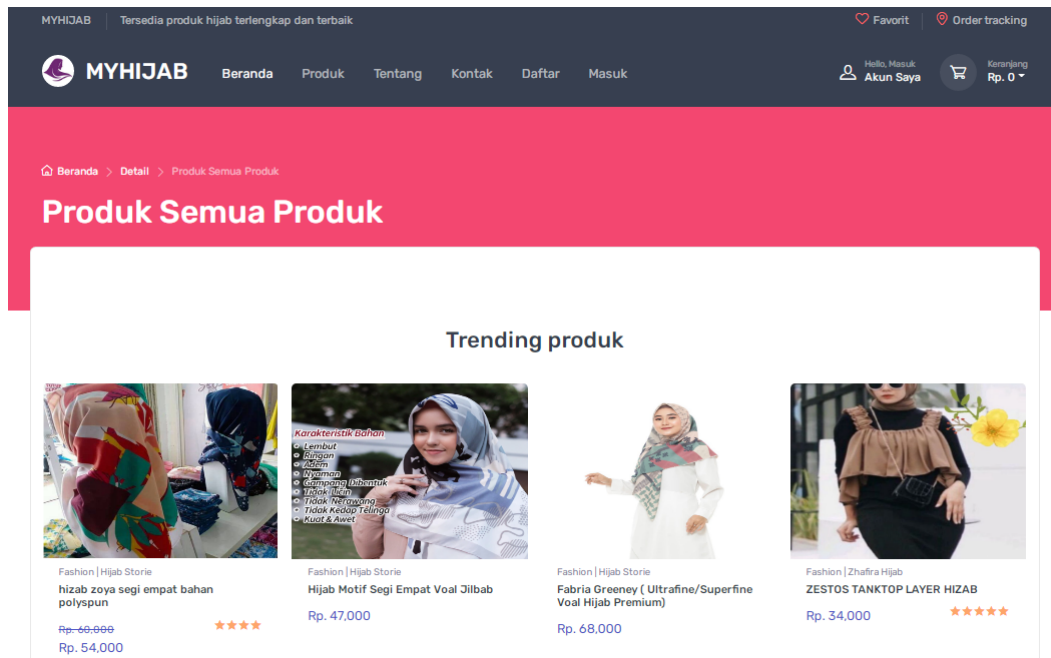 MYHIJAB Tersedia produk hijab terlengkap dan terbaik Favorit Order tracking
MYHIJAB Beranda Produk Tentang Kontak Daftar Masuk
Hello, Masuk
Akun Saya
Keranjang
Rp. 0
Beranda > Detail > Produk Semua Produk
Produk Semua Produk
Trending produk
Karakteristik Bahan
Lembut
Ringan
Adem
Nyaman
Gampang Dibentuk
Tidak Licin
Tidak Nerawang
Tidak Kedap Telinga
Kuat & Awet
Fashion | Hijab Storie
hizab zoya segi empat bahan
polyspun
Rp. 60,000
Rp. 54,000
Fashion | Hijab Storie
Hijab Motif Segi Empat Voal Jilbab
Rp. 47,000
Fashion | Hijab Storie
Fabria Greeney ( Ultrafine/Superfine
Voal Hijab Premium)
Rp. 68,000
Fashion | Zhafira Hijab
ZESTOS TANKTOP LAYER HIZAB
Rp. 34,000